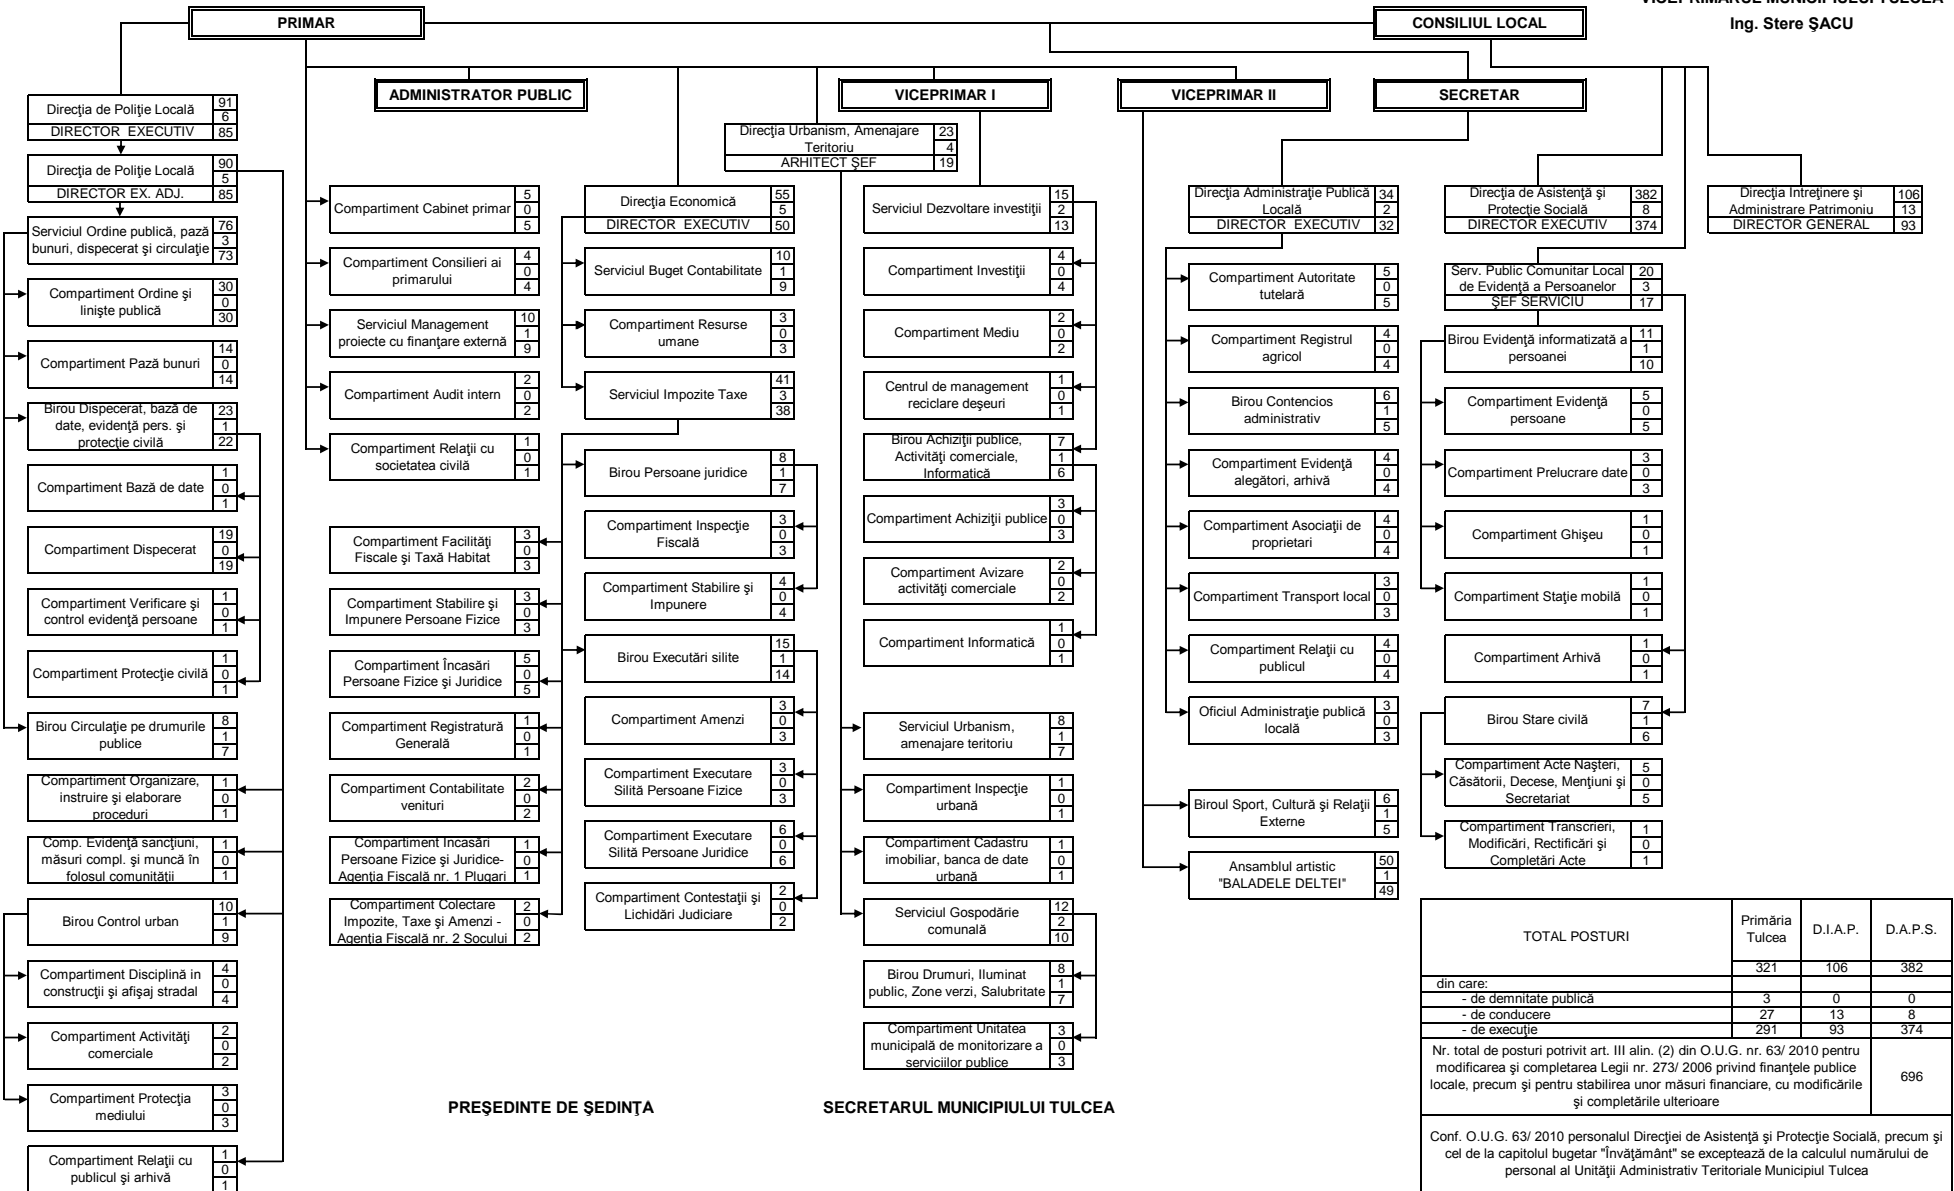 VICEPRIMARUL MUNICIPIULUI TULCEA
Ing. Stere ŞACU
PRIMAR
CONSILIUL LOCAL
ADMINISTRATOR PUBLIC
VICEPRIMAR I
VICEPRIMAR II
SECRETAR
Direcţia de Poliţie Locală
91
6
DIRECTOR EXECUTIV
85
Direcţia de Poliţie Locală
90
5
DIRECTOR EX. ADJ.
85
Serviciul Ordine publică, pază
bunuri, dispecerat şi circulaţie
76
3
73
Compartiment Ordine şi
linişte publică
30
0
30
Compartiment Pază bunuri
14
0
14
Birou Dispecerat, bază de
date, evidenţă pers. şi
protecţie civilă
23
1
22
Compartiment Bază de date
1
0
1
Compartiment Dispecerat
19
0
19
Compartiment Verificare şi
control evidenţă persoane
1
0
1
Compartiment Protecţie civilă
1
0
1
Birou Circulaţie pe drumurile
publice
8
1
7
Compartiment Organizare,
instruire şi elaborare
proceduri
1
0
1
Comp. Evidenţă sancţiuni,
măsuri compl. şi muncă în
folosul comunităţii
1
0
1
Birou Control urban
10
1
9
Compartiment Disciplină in
construcţii şi afişaj stradal
4
0
4
Compartiment Activităţi
comerciale
2
0
2
Compartiment Protecţia
mediului
3
0
3
Compartiment Relaţii cu
publicul şi arhivă
1
0
1
Compartiment Cabinet primar
5
0
5
Compartiment Consilieri ai
primarului
4
0
4
Serviciul Management
proiecte cu finanţare externă
10
1
9
Compartiment Audit intern
2
0
2
Compartiment Relaţii cu
societatea civilă
1
0
1
Compartiment Facilităţi
Fiscale şi Taxă Habitat
3
0
3
Compartiment Stabilire şi
Impunere Persoane Fizice
3
0
3
Compartiment Încasări
Persoane Fizice şi Juridice
5
0
5
Compartiment Registratură
Generală
1
0
1
Compartiment Contabilitate
venituri
2
0
2
Compartiment Incasări
Persoane Fizice şi Juridice-
Agenţia Fiscală nr. 1 Plugari
1
0
1
Compartiment Colectare
Impozite, Taxe şi Amenzi -
Agenţia Fiscală nr. 2 Socului
2
0
2
Direcţia Economică
55
5
DIRECTOR EXECUTIV
50
Serviciul Buget Contabilitate
10
1
9
Compartiment Resurse
umane
3
0
3
Serviciul Impozite Taxe
41
3
38
Birou Persoane juridice
8
1
7
Compartiment Inspecţie
Fiscală
3
0
3
Compartiment Stabilire şi
Impunere
4
0
4
Birou Executări silite
15
1
14
Compartiment Amenzi
3
0
3
Compartiment Executare
Silită Persoane Fizice
3
0
3
Compartiment Executare
Silită Persoane Juridice
6
0
6
Compartiment Contestaţii şi
Lichidări Judiciare
2
0
2
Direcţia Urbanism, Amenajare
Teritoriu
23
4
ARHITECT ŞEF
19
Serviciul Dezvoltare investiţii
15
2
13
Compartiment Investiţii
4
0
4
Compartiment Mediu
2
0
2
Centrul de management
reciclare deşeuri
1
0
1
Birou Achiziţii publice,
Activităţi comerciale,
Informatică
7
1
6
Compartiment Achiziţii publice
3
0
3
Compartiment Avizare
activităţi comerciale
2
0
2
Compartiment Informatică
1
0
1
Serviciul Urbanism,
amenajare teritoriu
8
1
7
Compartiment Inspecţie
urbană
1
0
1
Compartiment Cadastru
imobiliar, banca de date
urbană
1
0
1
Serviciul Gospodărie
comunală
12
2
10
Birou Drumuri, Iluminat
public, Zone verzi, Salubritate
8
1
7
Compartiment Unitatea
municipală de monitorizare a
serviciilor publice
3
0
3
Direcţia Administraţie Publică
Locală
34
2
DIRECTOR EXECUTIV
32
Compartiment Autoritate
tutelară
5
0
5
Compartiment Registrul
agricol
4
0
4
Birou Contencios
administrativ
6
1
5
Compartiment Evidenţă
alegători, arhivă
4
0
4
Compartiment Asociaţii de
proprietari
4
0
4
Compartiment Transport local
3
0
3
Compartiment Relaţii cu
publicul
4
0
4
Oficiul Administraţie publică
locală
3
0
3
Biroul Sport, Cultură şi Relaţii
Externe
6
1
5
Ansamblul artistic
"BALADELE DELTEI"
50
1
49
Direcţia de Asistenţă şi
Protecţie Socială
382
8
DIRECTOR EXECUTIV
374
Serv. Public Comunitar Local
de Evidenţă a Persoanelor
20
3
ŞEF SERVICIU
17
Birou Evidenţă informatizată a
persoanei
11
1
10
Compartiment Evidenţă
persoane
5
0
5
Compartiment Prelucrare date
3
0
3
Compartiment Ghişeu
1
0
1
Compartiment Staţie mobilă
1
0
1
Compartiment Arhivă
1
0
1
Birou Stare civilă
7
1
6
Compartiment Acte Naşteri,
Căsătorii, Decese, Menţiuni şi
Secretariat
5
0
5
Compartiment Transcrieri,
Modificări, Rectificări şi
Completări Acte
1
0
1
Direcţia Intreţinere şi
Administrare Patrimoniu
106
13
DIRECTOR GENERAL
93
TOTAL POSTURI
Primăria
Tulcea
D.I.A.P.
D.A.P.S.
321 106 382
din care:
- de demnitate publică 3 0 0
- de conducere 27 13 8
- de execuţie 291 93 374
Nr. total de posturi potrivit art. III alin. (2) din O.U.G. nr. 63/ 2010 pentru
modificarea şi completarea Legii nr. 273/ 2006 privind finanţele publice
locale, precum şi pentru stabilirea unor măsuri financiare, cu modificările
şi completările ulterioare
696
Conf. O.U.G. 63/ 2010 personalul Direcţiei de Asistenţă şi Protecţie Socială, precum şi
cel de la capitolul bugetar "Învăţământ" se exceptează de la calculul numărului de
personal al Unităţii Administrativ Teritoriale Municipiul Tulcea
PREŞEDINTE DE ŞEDINŢA
SECRETARUL MUNICIPIULUI TULCEA